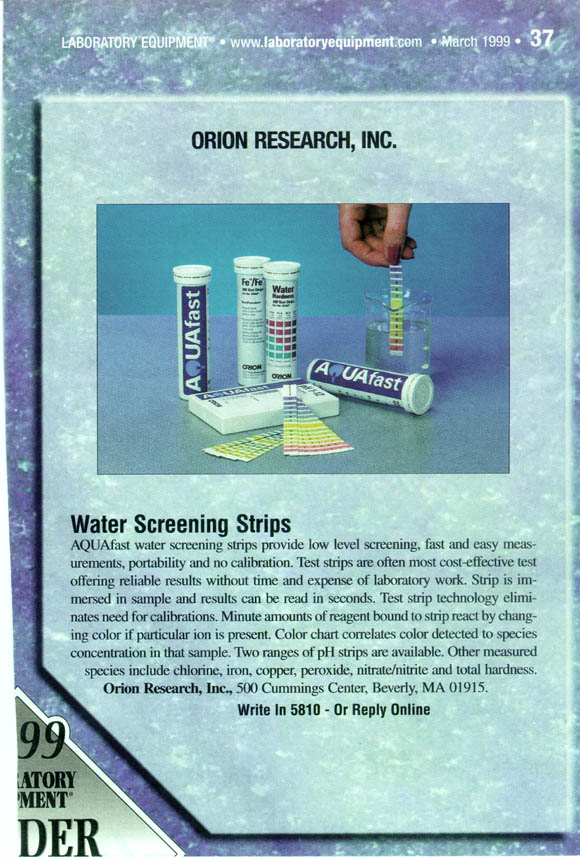 LABORATORY EQUIPMENT® • www.laboratoryequipment.com • March 1999 • 37
ORION RESEARCH, INC.
AQUAfast
Water
Hardness
ORION
ORION
AQUAfast
AQUAfast
Water Screening Strips
AQUAfast water screening strips provide low level screening, fast and easy meas-
urements, portability and no calibration. Test strips are often most cost-effective test
offering reliable results without time and expense of laboratory work. Strip is im-
mersed in sample and results can be read in seconds. Test strip technology elimi-
nates need for calibrations. Minute amounts of reagent bound to strip react by chang-
ing color if particular ion is present. Color chart correlates color detected to species
concentration in that sample. Two ranges of pH strips are available. Other measured
species include chlorine, iron, copper, peroxide, nitrate/nitrite and total hardness.
Orion Research, Inc., 500 Cummings Center, Beverly, MA 01915.
Write In 5810 - Or Reply Online
99
ATORY
MENT®
DER